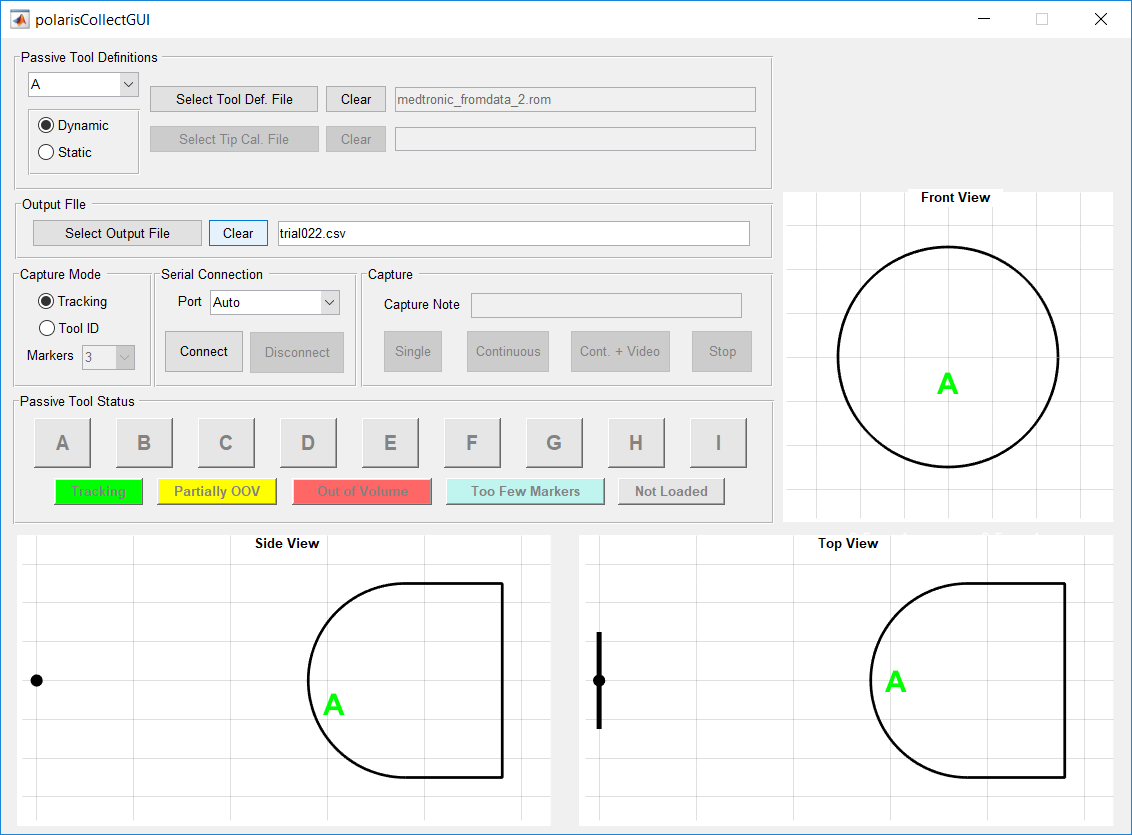 polarisCollectGUI
Passive Tool Definitions
A
Select Tool Def. File
Clear
medtronic_fromdata_2.rom
Dynamic
Static
Select Tip Cal. File
Clear
Output FIle
Select Output File
Clear
trial022.csv
Capture Mode
Tracking
Tool ID
Markers 3
Serial Connection
Port Auto
Connect
Disconnect
Capture
Capture Note
Single
Continuous
Cont. + Video
Stop
Passive Tool Status
A B C D E F G H I
Tracking
Partially OOV
Out of Volume
Too Few Markers
Not Loaded
Front View
A
Side View
A
Top View
A